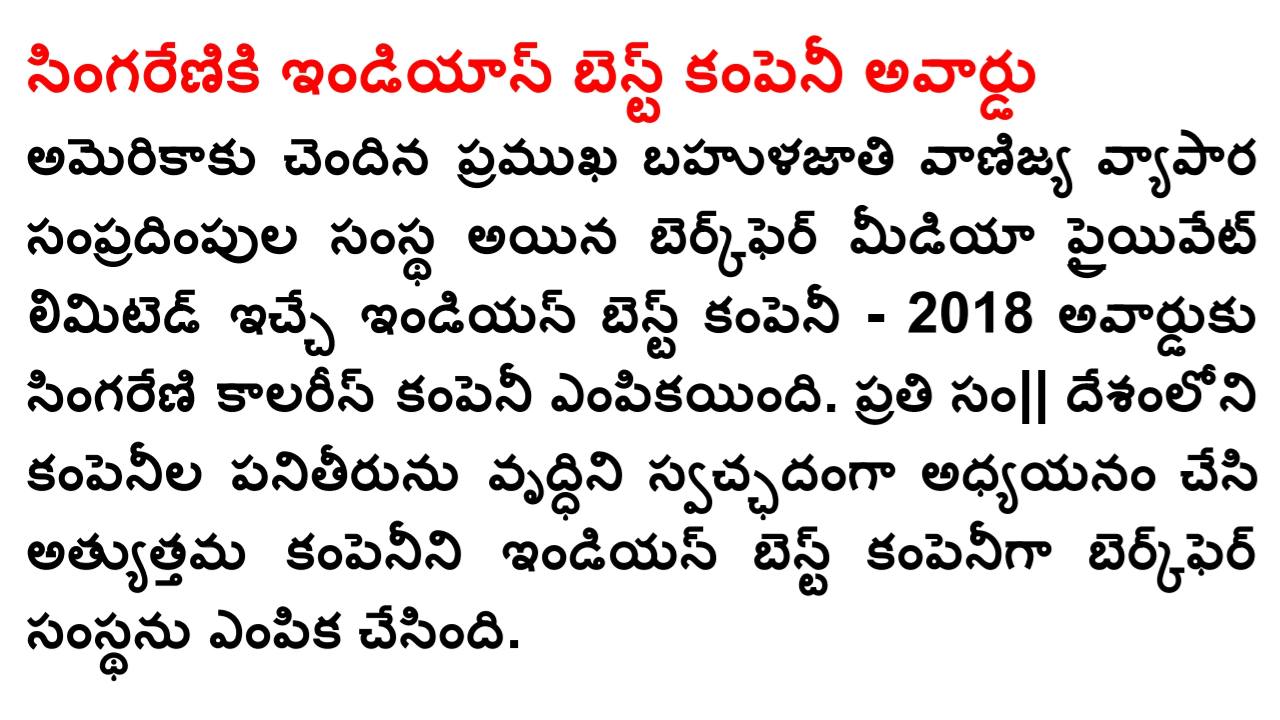 సింగరేణికి ఇండియాస్ బెస్ట్ కంపెనీ అవార్డు
అమెరికాకు చెందిన ప్రముఖ బహుళజాతి వాణిజ్య వ్యాపార
సంప్రదింపుల సంస్థ అయిన బెర్క్‌ఫెర్ మీడియా ప్రైయివేట్
లిమిటెడ్ ఇచ్చే ఇండియస్ బెస్ట్ కంపెనీ - 2018 అవార్డుకు
సింగరేణి కాలరీస్ కంపెనీ ఎంపికయింది. ప్రతి సం|| దేశంలోని
కంపెనీల పనితీరును వృద్ధిని స్వచ్ఛదంగా అధ్యయనం చేసి
అత్యుత్తమ కంపెనీని ఇండియస్ బెస్ట్ కంపెనీగా బెర్క్‌ఫెర్
సంస్థను ఎంపిక చేసింది.